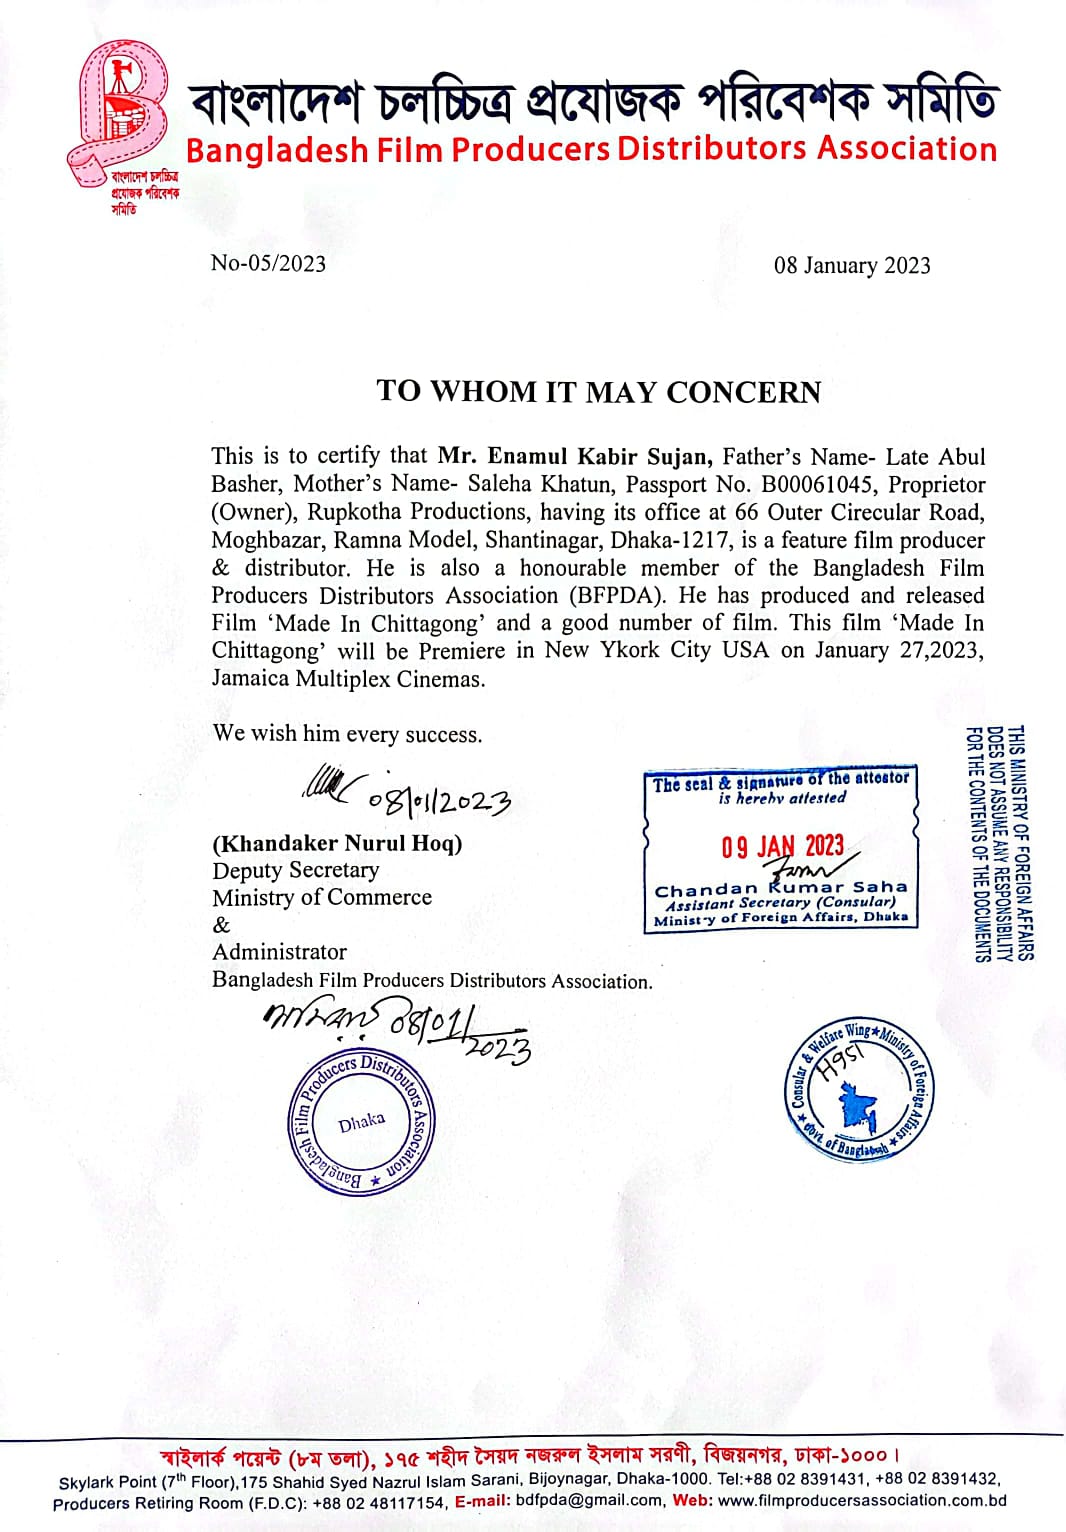 বাংলাদেশ চলচ্চিত্র প্রযোজক পরিবেশক সমিতি
Bangladesh Film Producers Distributors Association
বাংলাদেশ চলচ্চিত্র
প্রযোজক পরিবেশক
সমিতি
No-05/2023
08 January 2023
TO WHOM IT MAY CONCERN
This is to certify that Mr. Enamul Kabir Sujan, Father's Name- Late Abul
Basher, Mother's Name- Saleha Khatun, Passport No. B00061045, Proprietor
(Owner), Rupkotha Productions, having its office at 66 Outer Cirecular Road,
Moghbazar, Ramna Model, Shantinagar, Dhaka-1217, is a feature film producer
& distributor. He is also a honourable member of the Bangladesh Film
Producers Distributors Association (BFPDA). He has produced and released
Film ‘Made In Chittagong’ and a good number of film. This film ‘Made In
Chittagong’ will be Premiere in New Ykork City USA on January 27,2023,
Jamaica Multiplex Cinemas.
We wish him every success.
08/01/2023
(Khandaker Nurul Hoq)
Deputy Secretary
Ministry of Commerce
&
Administrator
Bangladesh Film Producers Distributors Association.
08/01/2023
Bangladesh Film Producers Distributors Association ★
Dhaka
The seal & signature of the attestor
is hereby attested
09 JAN 2023
Chandan Kumar Saha
Assistant Secretary (Consular)
Ministry of Foreign Affairs, Dhaka
THIS MINISTRY OF FOREIGN AFFAIRS
DOES NOT ASSUME ANY RESPONSIBILITY
FOR THE CONTENTS OF THE DOCUMENTS
Consular & Welfare Wing★Ministry of Foreign Affairs★
Govt. of Bangladesh★
স্কাইলার্ক পয়েন্ট (৮ম তলা), ১৭৫ শহীদ সৈয়দ নজরুল ইসলাম সরণী, বিজয়নগর, ঢাকা-১০০০।
Skylark Point (7th Floor),175 Shahid Syed Nazrul Islam Sarani, Bijoynagar, Dhaka-1000. Tel:+88 02 8391431, +88 02 8391432,
Producers Retiring Room (F.D.C): +88 02 48117154, E-mail: bdfpda@gmail.com, Web: www.filmproducersassociation.com.bd